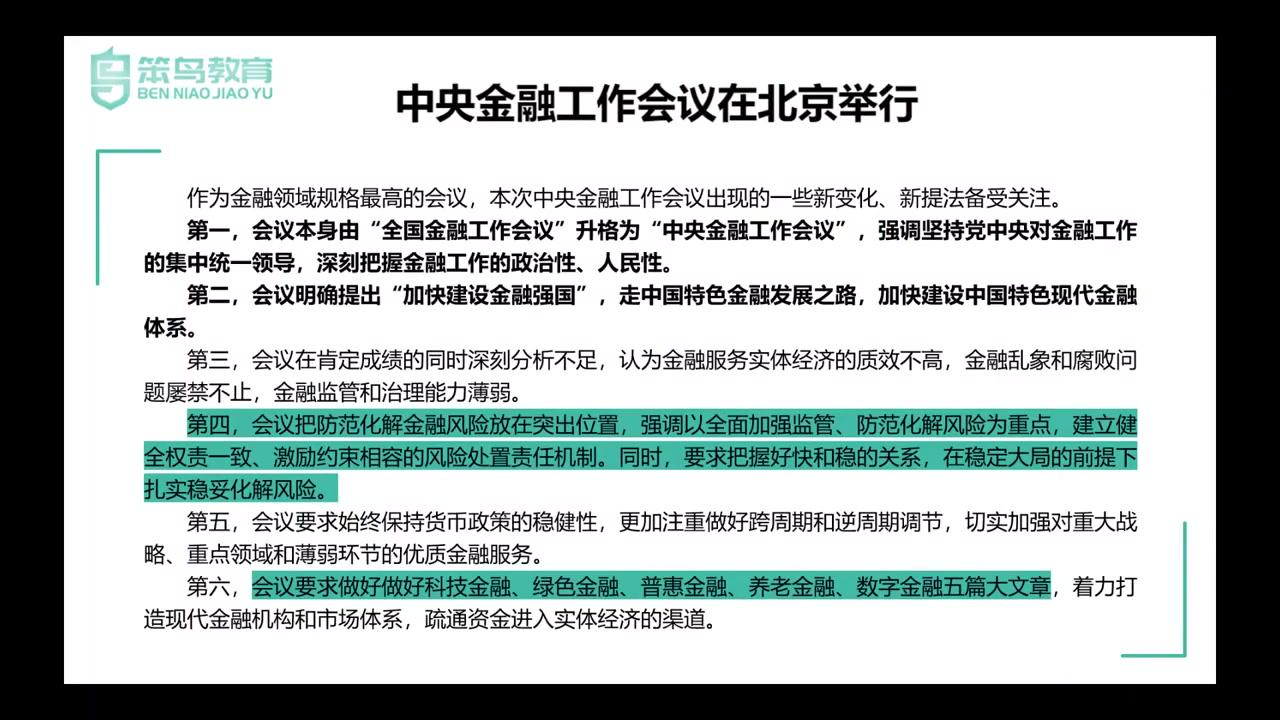 笨鸟教育
BEN NIAO JIAO YU
中央金融工作会议在北京举行
作为金融领域规格最高的会议，本次中央金融工作会议出现的一些新变化、新提法备受关注。
第一，会议本身由“全国金融工作会议”升格为“中央金融工作会议”，强调坚持党中央对金融工作
的集中统一领导，深刻把握金融工作的政治性、人民性。
第二，会议明确提出“加快建设金融强国”，走中国特色金融发展之路，加快建设中国特色现代金融
体系。
第三，会议在肯定成绩的同时深刻分析不足，认为金融服务实体经济的质效不高，金融乱象和腐败问
题屡禁不止，金融监管和治理能力薄弱。
第四，会议把防范化解金融风险放在突出位置，强调以全面加强监管、防范化解风险为重点，建立健
全权责一致、激励约束相容的风险处置责任机制。同时，要求把握好快和稳的关系，在稳定大局的前提下
扎实稳妥化解风险。
第五，会议要求始终保持货币政策的稳健性，更加注重做好跨周期和逆周期调节，切实加强对重大战
略、重点领域和薄弱环节的优质金融服务。
第六，会议要求做好做好科技金融、绿色金融、普惠金融、养老金融、数字金融五篇大文章，着力打
造现代金融机构和市场体系，疏通资金进入实体经济的渠道。